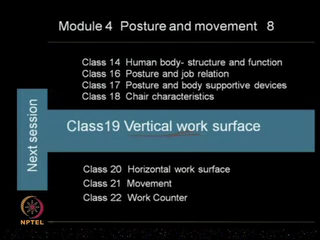 Module 4 Posture and movement 8
Class 14 Human body- structure and function
Class 16 Posture and job relation
Class 17 Posture and body supportive devices
Class 18 Chair characteristics
Next session
Class19 Vertical work surface
Class 20 Horizontal work surface
Class 21 Movement
Class 22 Work Counter
NPTEL